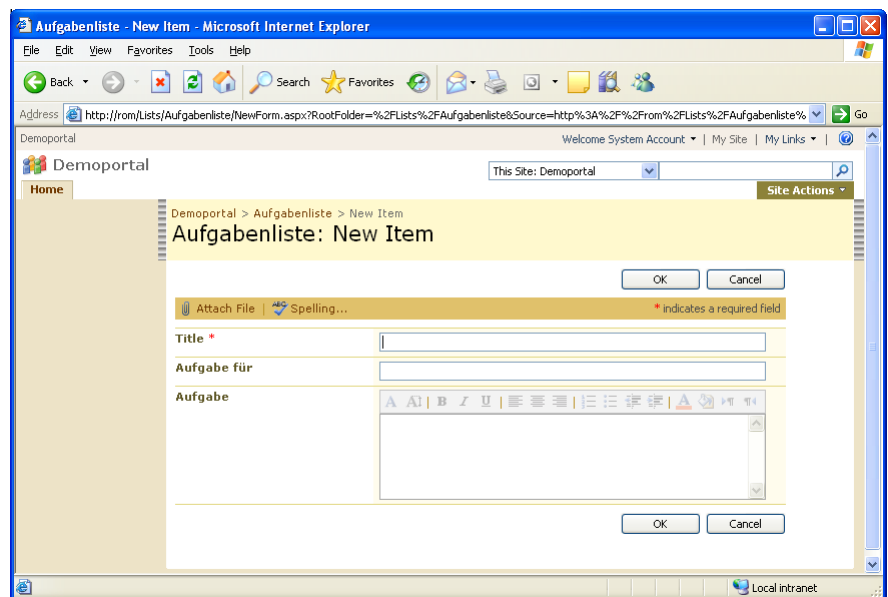 Aufgabenliste - New Item - Microsoft Internet Explorer
File Edit View Favorites Tools Help
Back Search Favorites
Address http://rom/Lists/Aufgabenliste/NewForm.aspx?RootFolder=%2FLists%2FAufgabenliste&Source=http%3A%2F%2From%2FLists%2FAufgabenliste% Go
Demoportal Welcome System Account | My Site | My Links |
Demoportal This Site: Demoportal
Home Site Actions
Demoportal > Aufgabenliste > New Item
Aufgabenliste: New Item
OK Cancel
Attach File | ABC Spelling... * indicates a required field
Title *
Aufgabe für
Aufgabe A A | B I U | A
OK Cancel
Local intranet